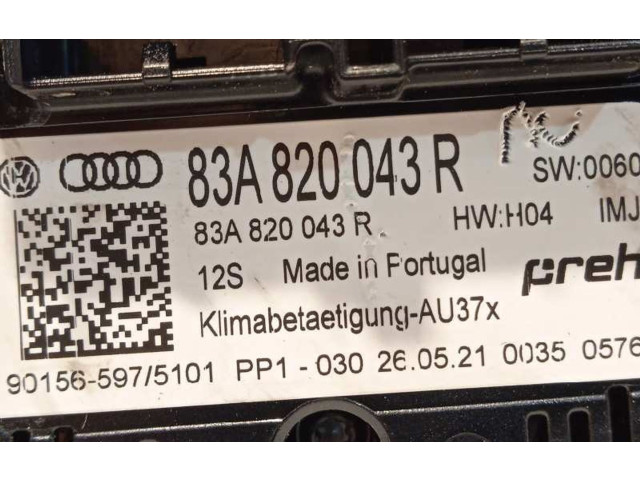 83A 820 043 R
SW:0060
83A 820 043 R
HW:H04
IMJ
12S Made in Portugal
preh
Klimabetaetigung-AU37x
90156-597/5101 PP1 - 030 26.05.21 0035 0576